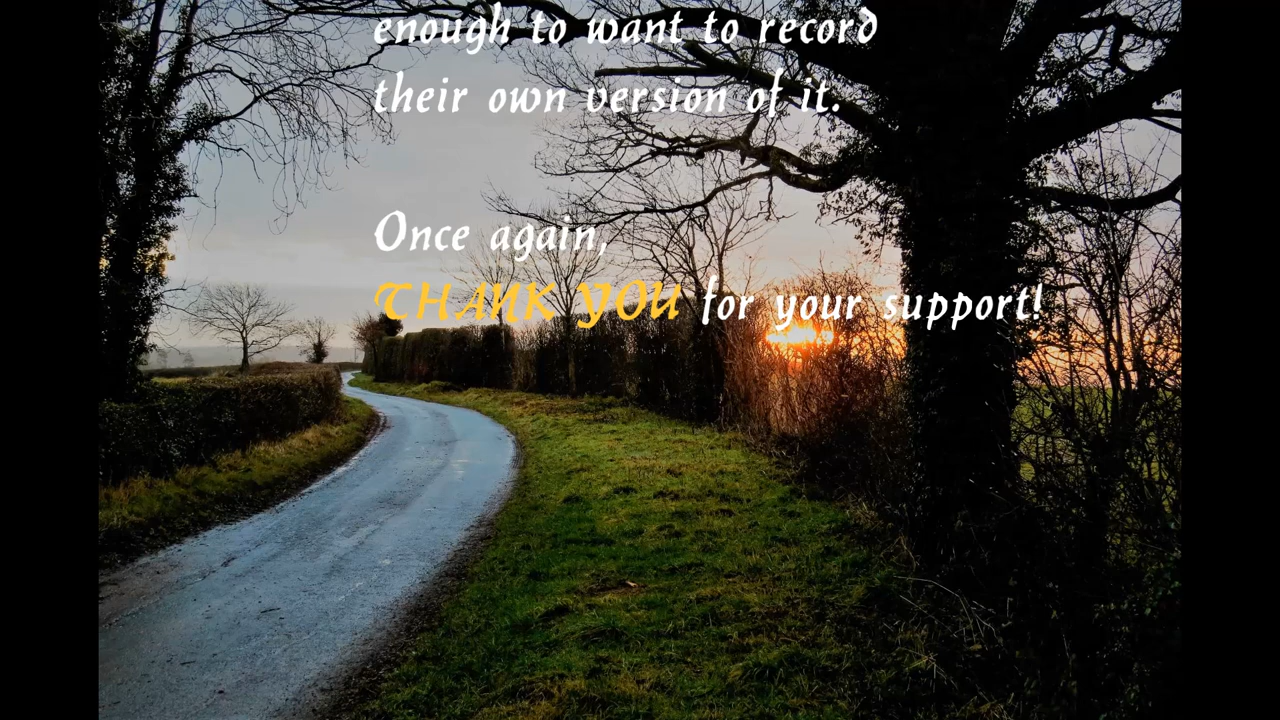 enough to want to record
their own version of it.
Once again,
THANK YOU for your support!